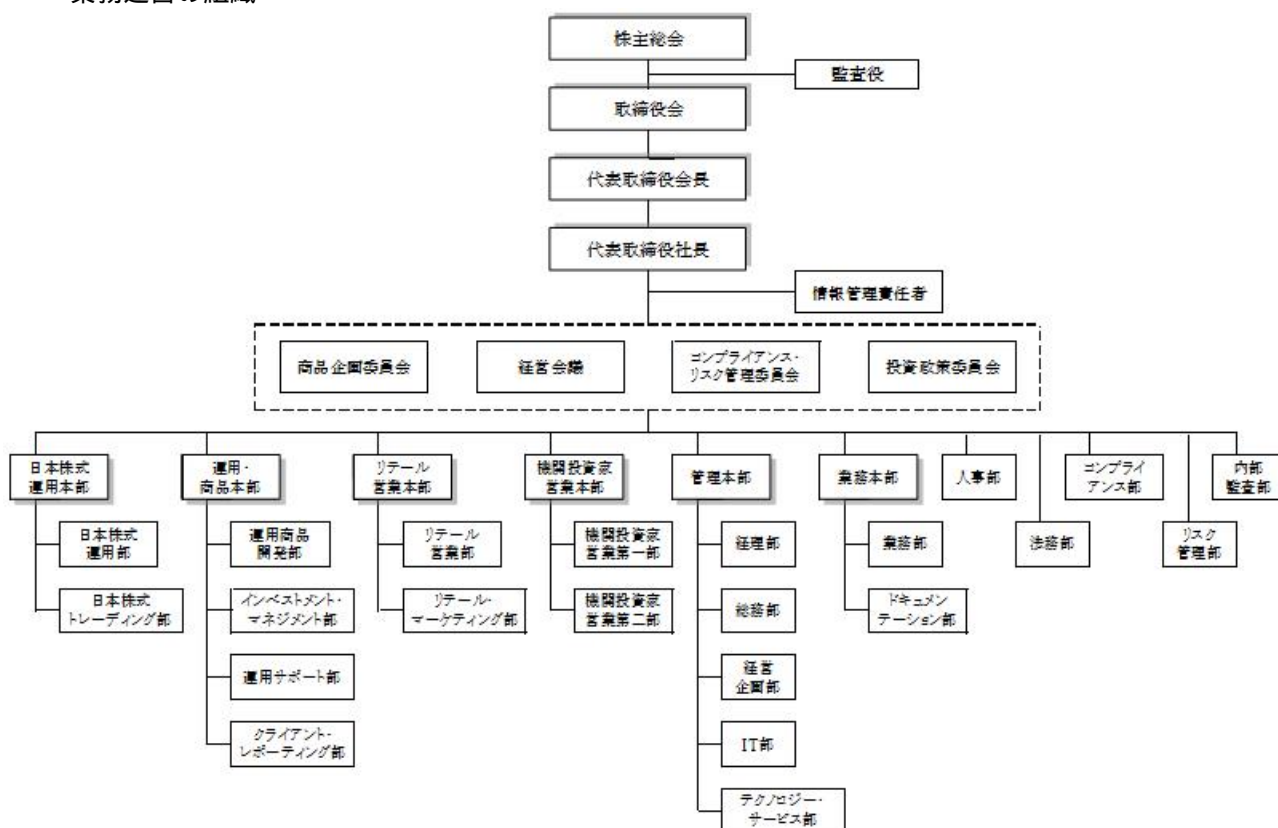 株主総会
監査役
取締役会
代表取締役会長
代表取締役社長
情報管理責任者
商品企画委員会
経営会議
コンプライアンス・
リスク管理委員会
投資政策委員会
日本株式
運用本部
運用・
商品本部
リテール
営業本部
機関投資家
営業本部
管理本部
業務本部
人事部
コンプライ
アンス部
内部
監査部
日本株式
運用部
運用商品
開発部
リテール
営業部
機関投資家
営業第一部
経理部
業務部
法務部
リスク
管理部
日本株式
トレーディング部
インベストメント・
マネジメント部
リテール・
マーケティング部
機関投資家
営業第二部
総務部
ドキュメン
テーション部
運用サポート部
経営
企画部
クライアント・
レポーティング部
IT部
テクノロジー・
サービス部